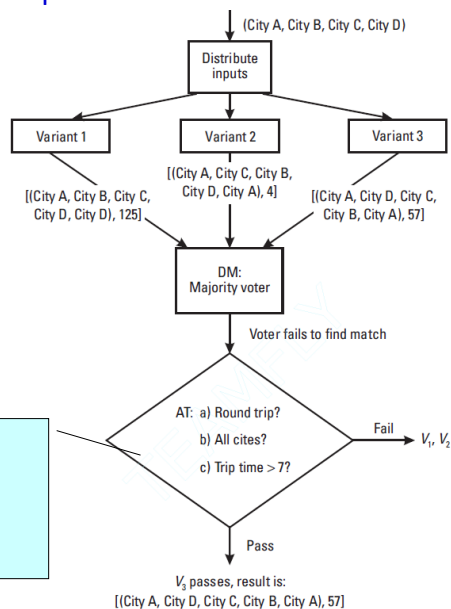 (City A, City B, City C, City D)
Distribute
inputs
Variant 1
Variant 2
Variant 3
[(City A, City B, City C,
City D, City D), 125]
[(City A, City C, City B,
City D, City A), 4]
[(City A, City D, City C,
City B, City A), 57]
DM:
Majority voter
Voter fails to find match
AT: a) Round trip?
b) All cites?
c) Trip time > 7?
Fail
V1, V2
Pass
V3 passes, result is:
[(City A, City D, City C, City B, City A), 57]